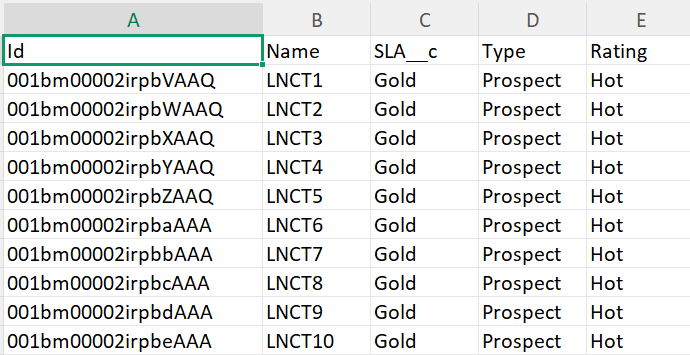 A B C D E
Id Name SLA__c Type Rating
001bm00002irpbVAAQ LNCT1 Gold Prospect Hot
001bm00002irpbWAAQ LNCT2 Gold Prospect Hot
001bm00002irpbXAAQ LNCT3 Gold Prospect Hot
001bm00002irpbYAAQ LNCT4 Gold Prospect Hot
001bm00002irpbZAAQ LNCT5 Gold Prospect Hot
001bm00002irpbaAAA LNCT6 Gold Prospect Hot
001bm00002irpbbAAA LNCT7 Gold Prospect Hot
001bm00002irpbcAAA LNCT8 Gold Prospect Hot
001bm00002irpbdAAA LNCT9 Gold Prospect Hot
001bm00002irpbeAAA LNCT10 Gold Prospect Hot